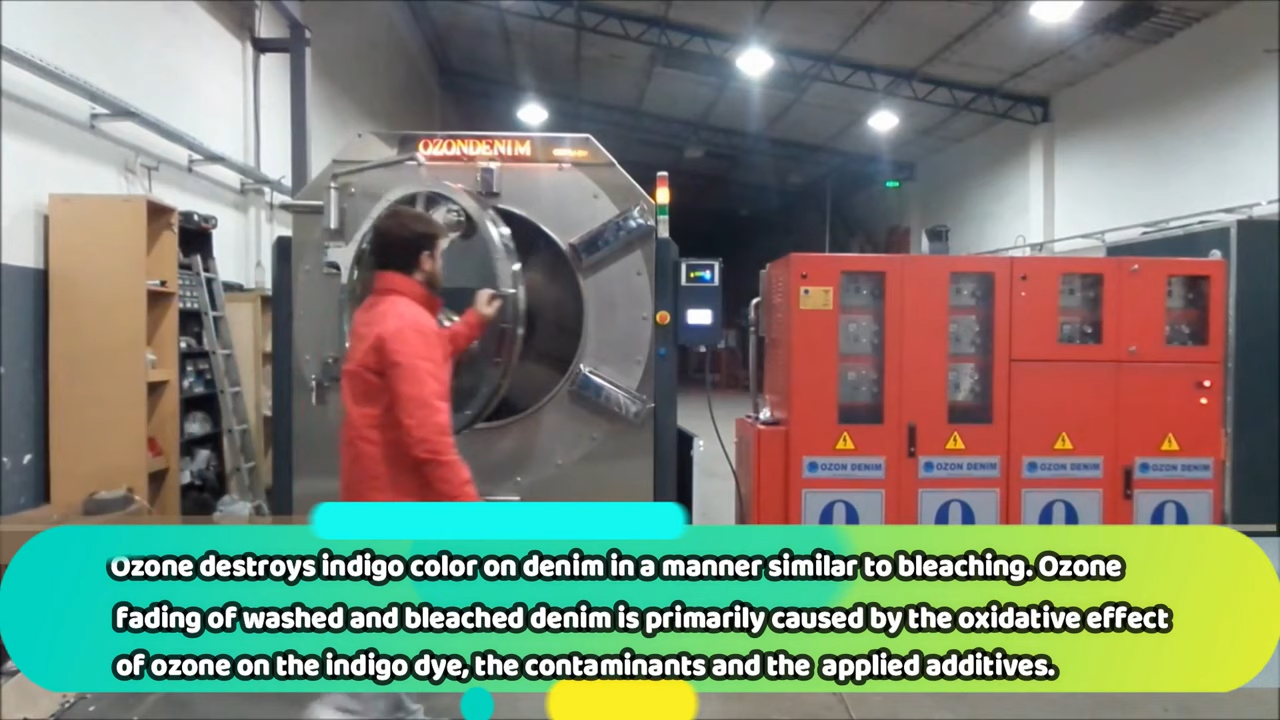 OZONDENIM
OZON DENIM
OZON DENIM
OZON DENIM
OZON DENIM
Ozone destroys indigo color on denim in a manner similar to bleaching. Ozone
fading of washed and bleached denim is primarily caused by the oxidative effect
of ozone on the indigo dye, the contaminants and the applied additives.